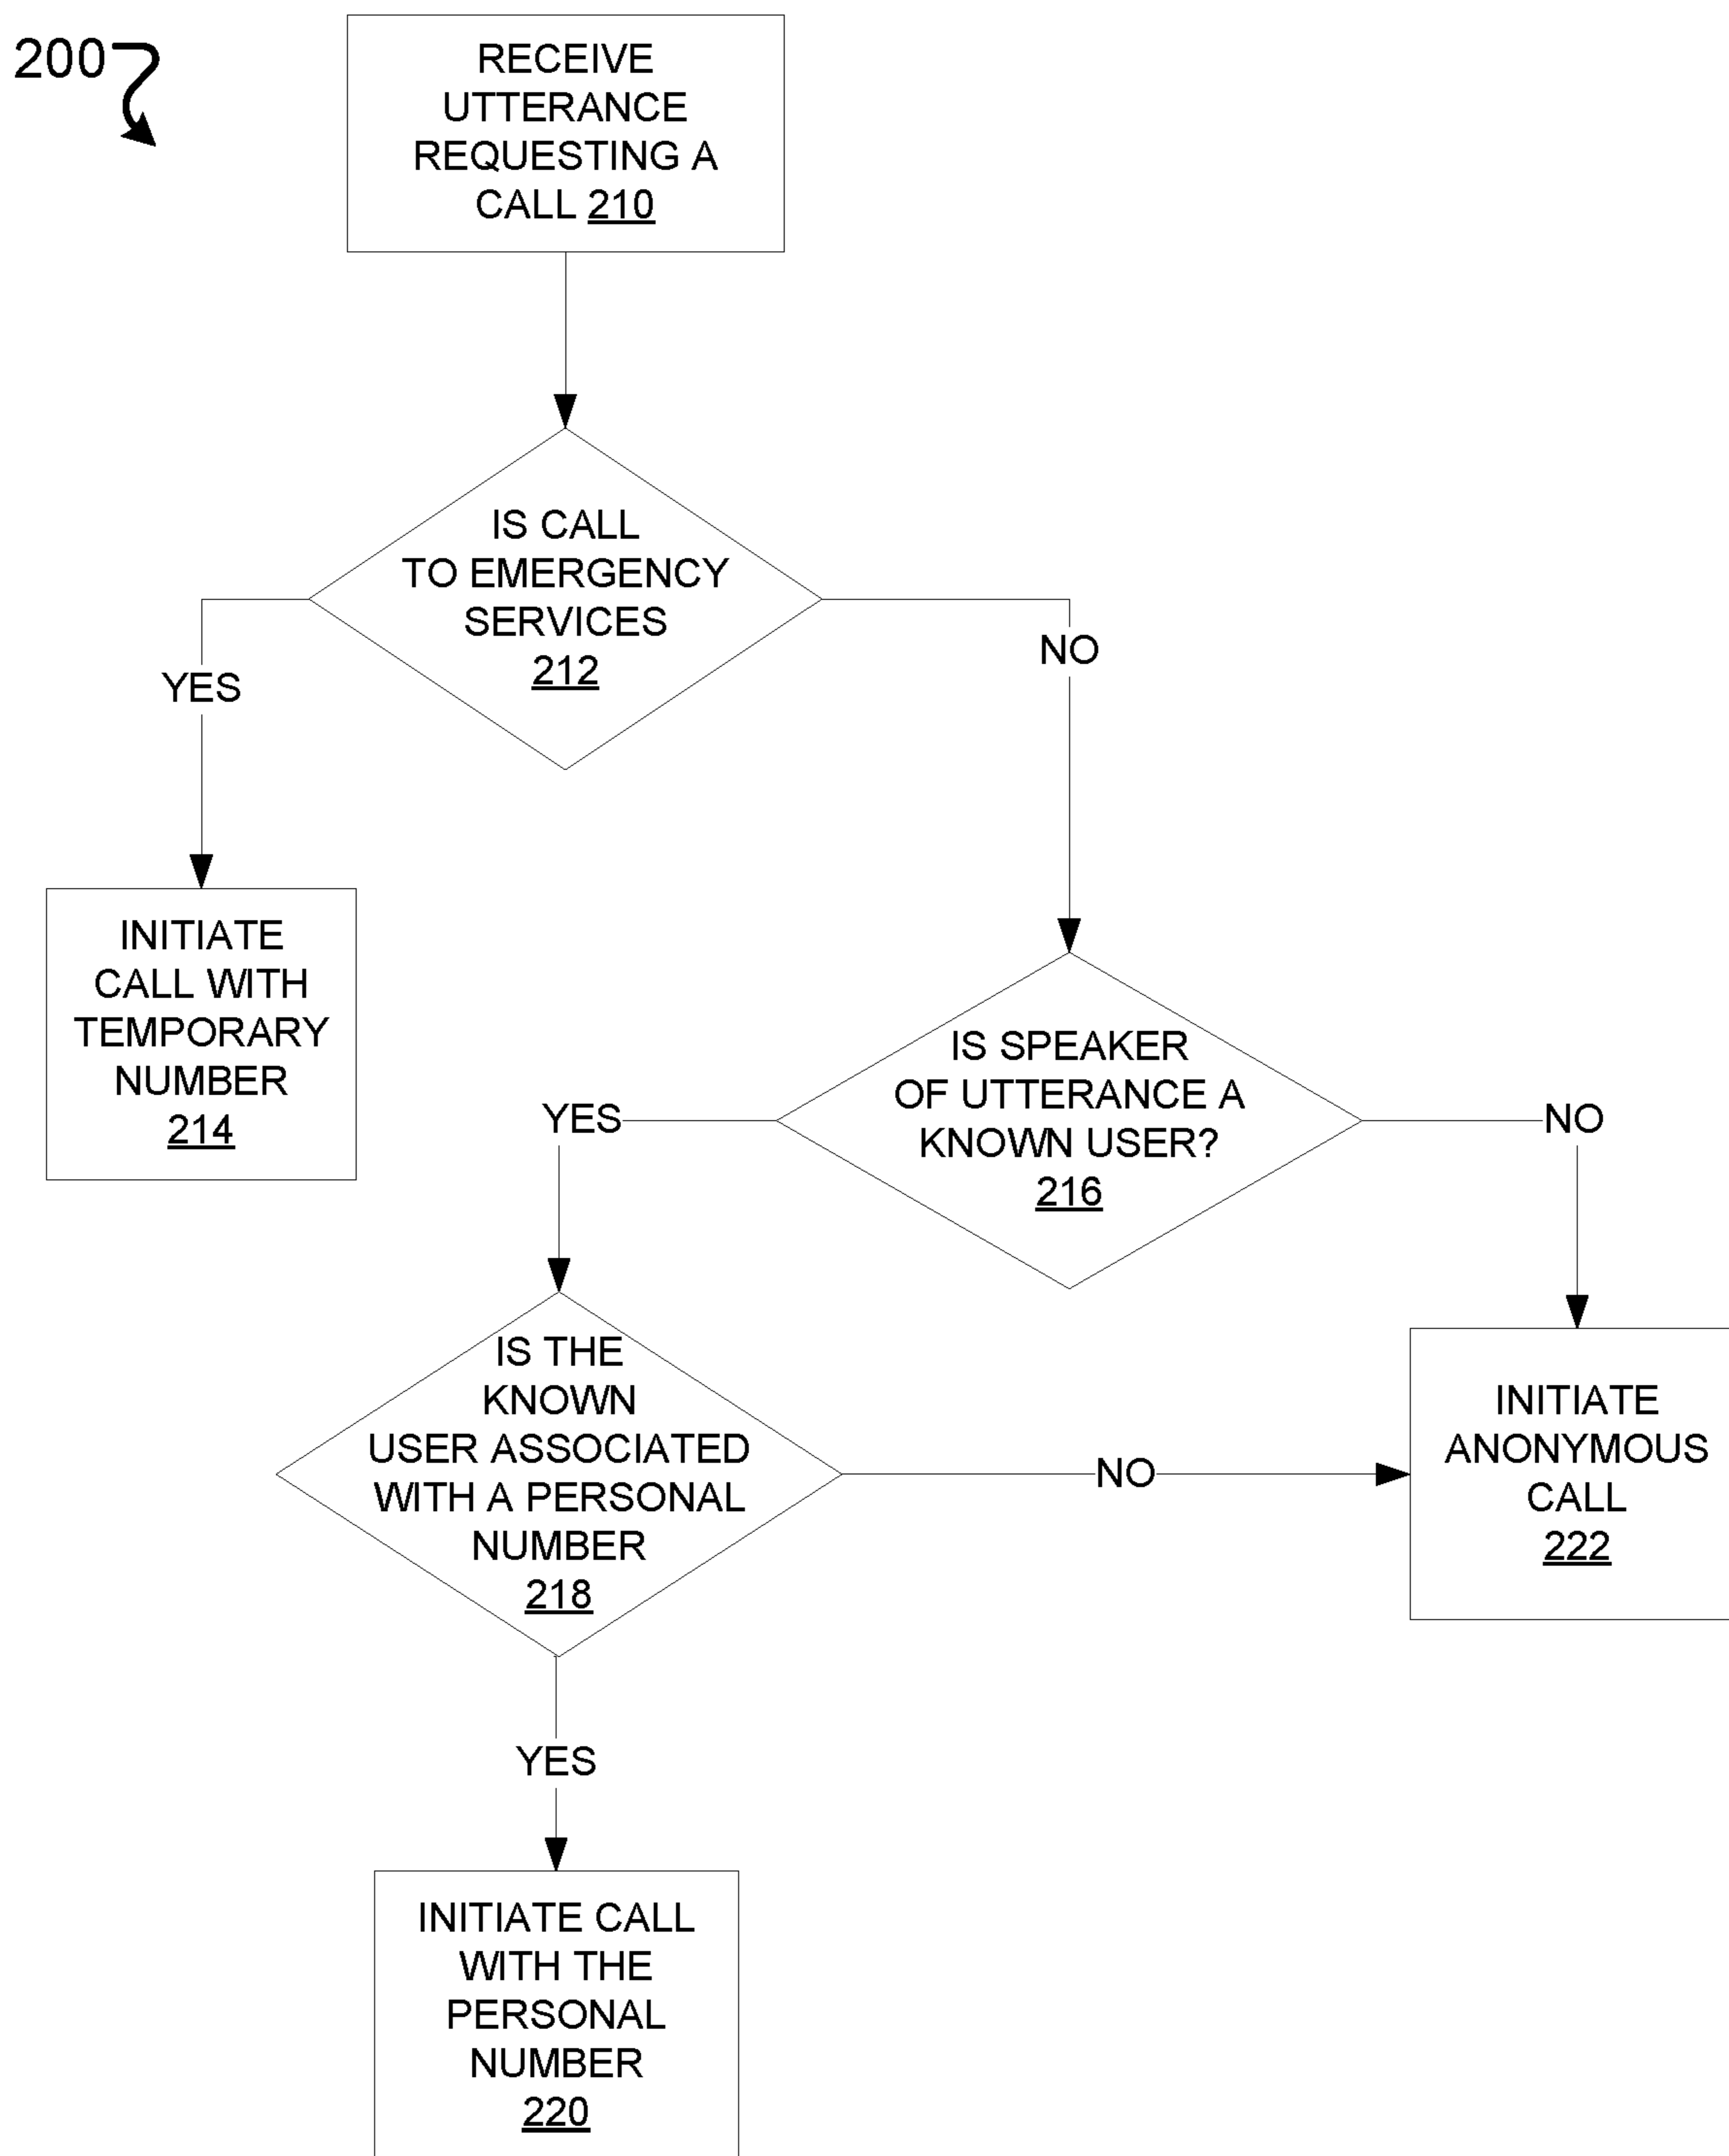 200
RECEIVE
UTTERANCE
REQUESTING A
CALL 210
IS CALL
TO EMERGENCY
SERVICES
212
YES
NO
INITIATE
CALL WITH
TEMPORARY
NUMBER
214
IS SPEAKER
OF UTTERANCE A
KNOWN USER?
216
YES
NO
IS THE
KNOWN
USER ASSOCIATED
WITH A PERSONAL
NUMBER
218
NO
INITIATE
ANONYMOUS
CALL
222
YES
INITIATE CALL
WITH THE
PERSONAL
NUMBER
220